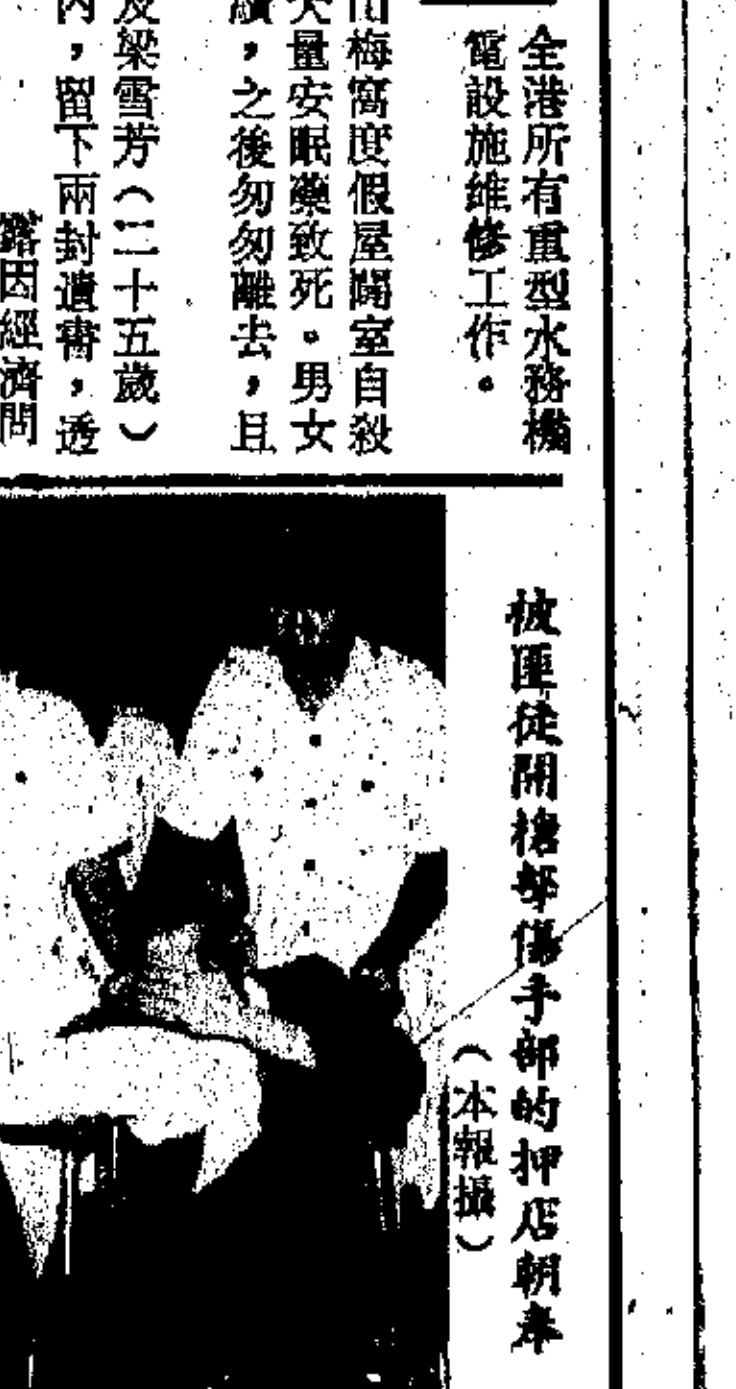 全港所有重型水務機
電設施維修工作。
梅窩度假屋闢室自殺
大量安眠藥致死。男女
續,之後匆匆離去,且
及梁雪芳(二十五歲)
內,留下兩封遺書,透
露因經濟問
被匪徒開槍擊傷手部的押店朝奉
(本報攝)